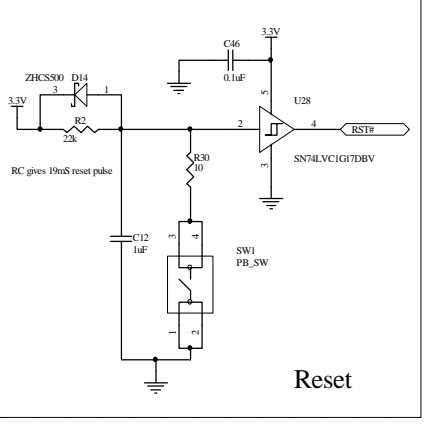 3.3V
C46
0.1uF
ZHCS500 D14
3 1
3.3V
R2
22k
5
U28
2
4
RST#
3
SN74LVC1G17DBV
RC gives 19mS reset pulse
R30
10
C12
1uF
3 4
SW1
PB_SW
1 2
Reset